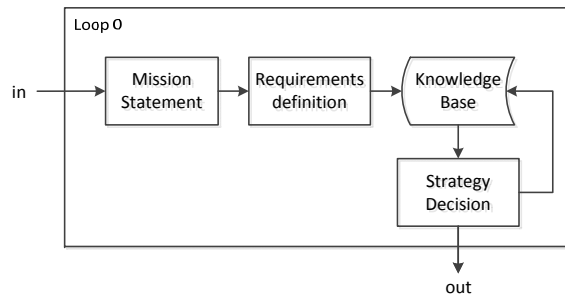 Loop 0
in
Mission
Statement
Requirements
definition
Knowledge
Base
Strategy
Decision
out